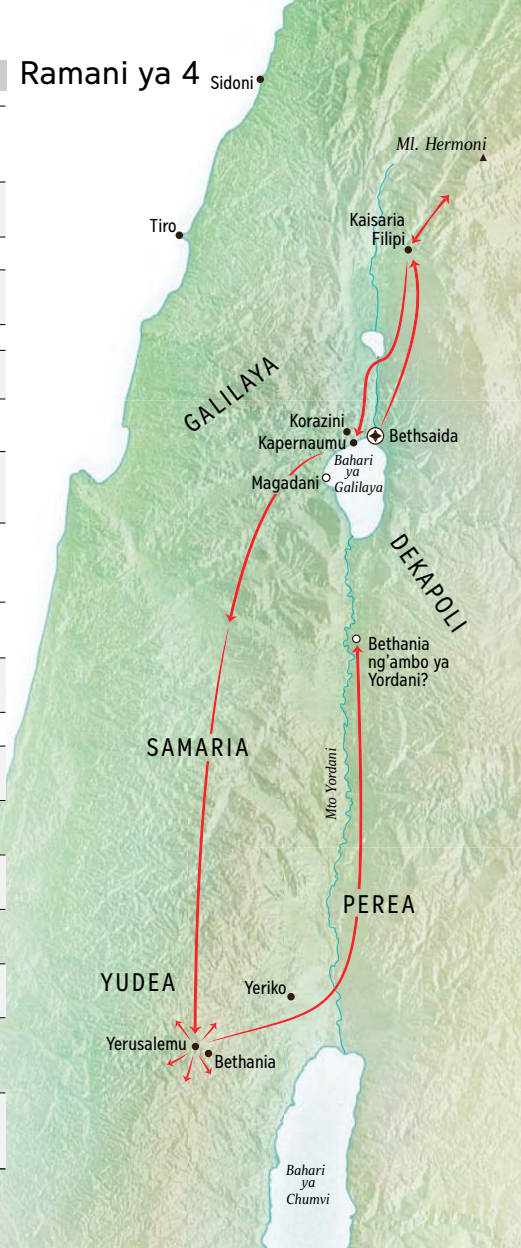 Ramani ya 4
Sidoni
Ml. Hermoni
Tiro
Kaisaria
Filipi
GALILAYA
Korazini
Kapernaumu
Bethsaida
Bahari
ya
Galilaya
Magadani
DEKAPOLI
Bethania
ng'ambo ya
Yordani?
SAMARIA
Mto Yordani
PEREA
YUDEA
Yeriko
Yerusalemu
Bethania
Bahari
ya
Chumvi